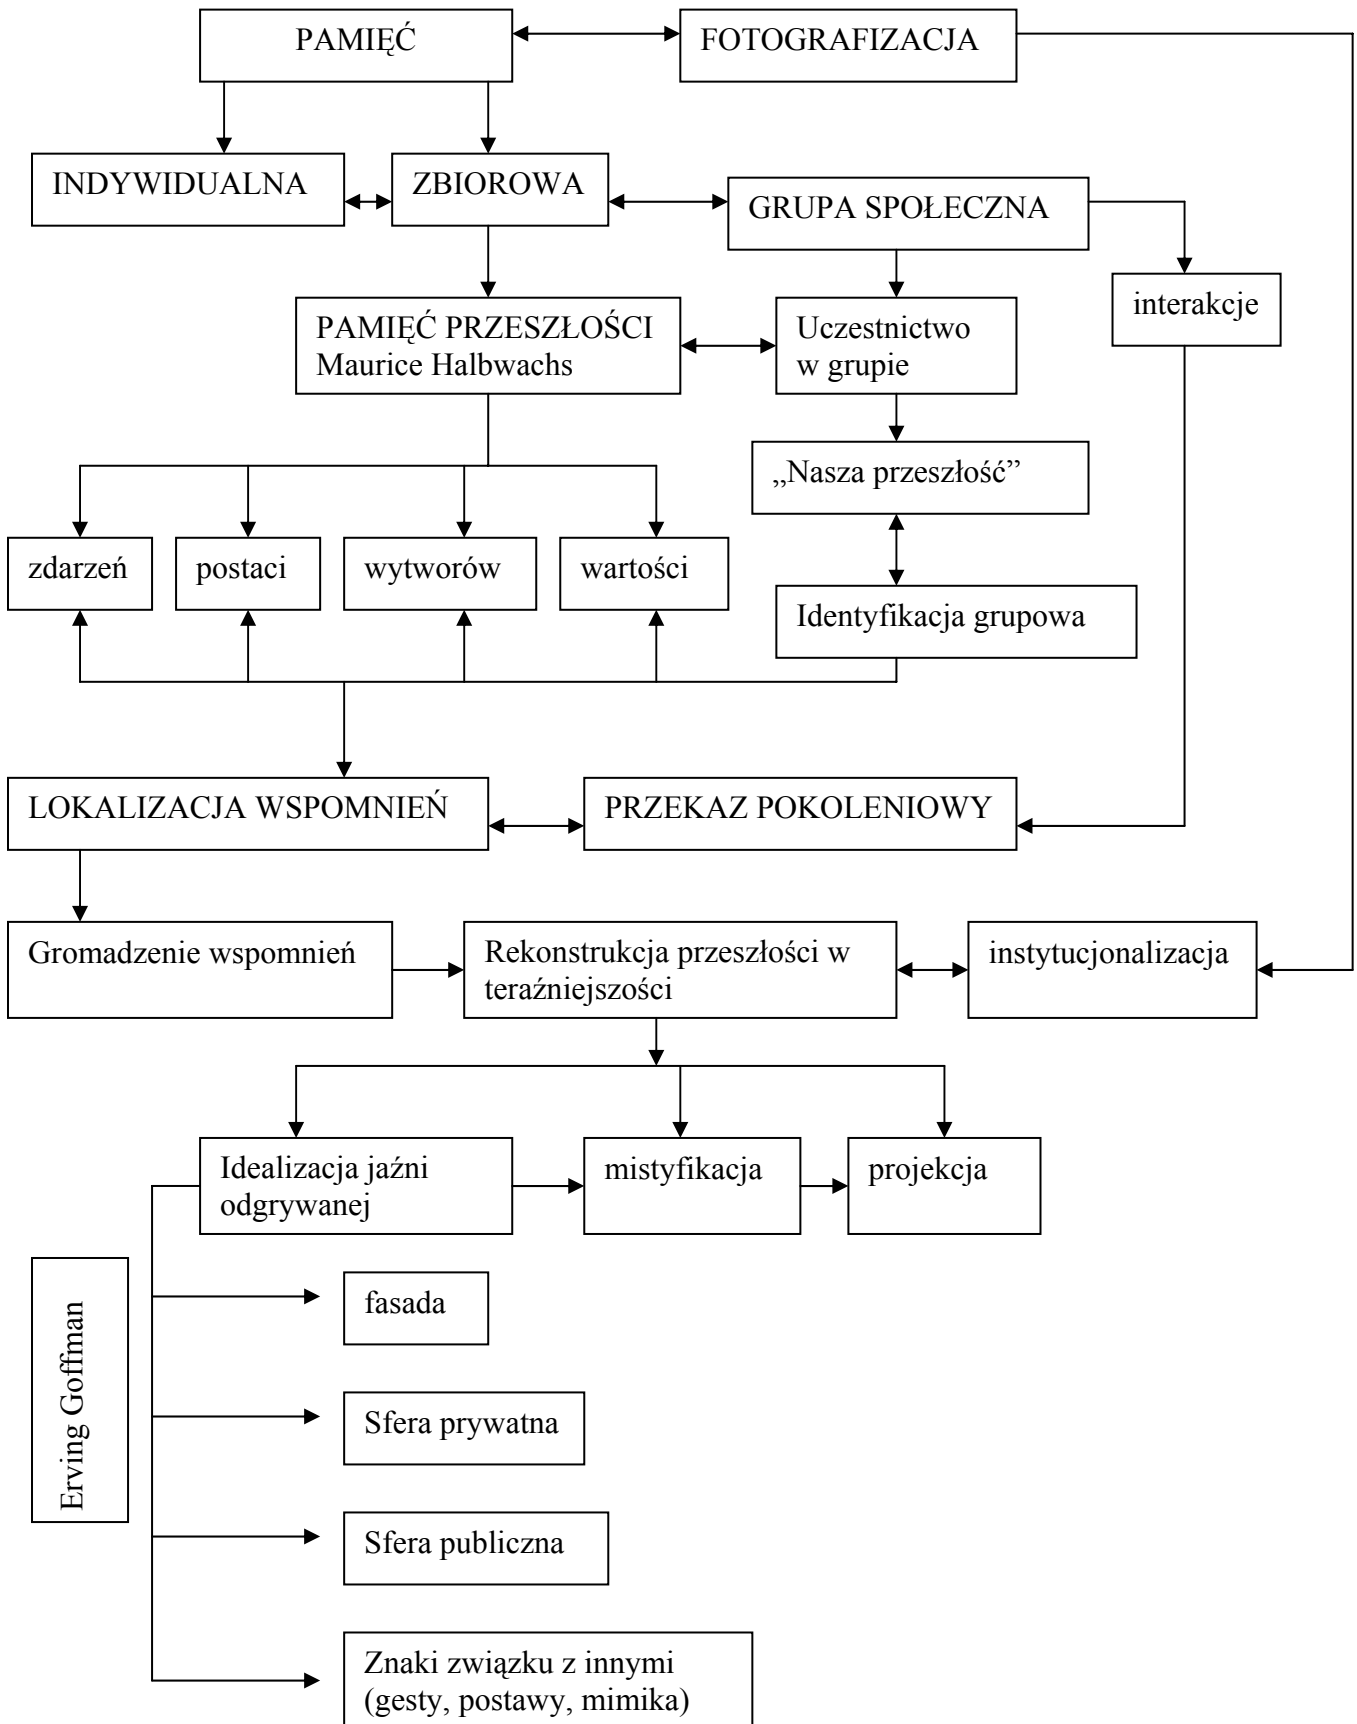 PAMIĘĆ
FOTOGRAFIZACJA
INDYWIDUALNA
ZBIOROWA
GRUPA SPOŁECZNA
interakcje
PAMIĘĆ PRZESZŁOŚCI
Maurice Halbwachs
Uczestnictwo
w grupie
„Nasza przeszłość”
zdarzeń
postaci
wytworów
wartości
Identyfikacja grupowa
LOKALIZACJA WSPOMNIEŃ
PRZEKAZ POKOLENIOWY
Gromadzenie wspomnień
Rekonstrukcja przeszłości w
teraźniejszości
instytucjonalizacja
Idealizacja jaźni
odgrywanej
mistyfikacja
projekcja
Erving Goffman
fasada
Sfera prywatna
Sfera publiczna
Znaki związku z innymi
(gesty, postawy, mimika)